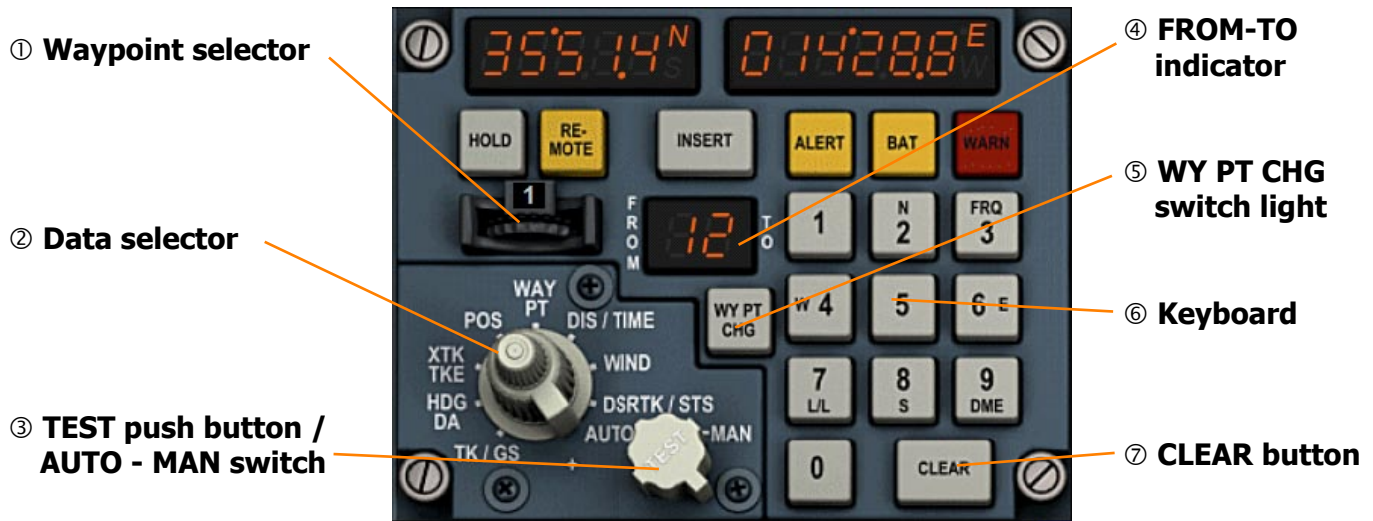 ① Waypoint selector
② Data selector
③ TEST push button /
AUTO - MAN switch
35°51.4 N S
014°28.8 E W
HOLD
RE-
MOTE
INSERT
ALERT
BAT
WARN
1
FROM
12
TO
WY PT
CHG
1
N
2
FRQ
3
W 4
5
6 E
7
L/L
8
S
9
DME
0
CLEAR
WAY
PT
POS
DIS / TIME
XTK
TKE
WIND
HDG
DA
DSRTK / STS
TK / GS
AUTO
MAN
TEST
④ FROM-TO
indicator
⑤ WY PT CHG
switch light
⑥ Keyboard
⑦ CLEAR button